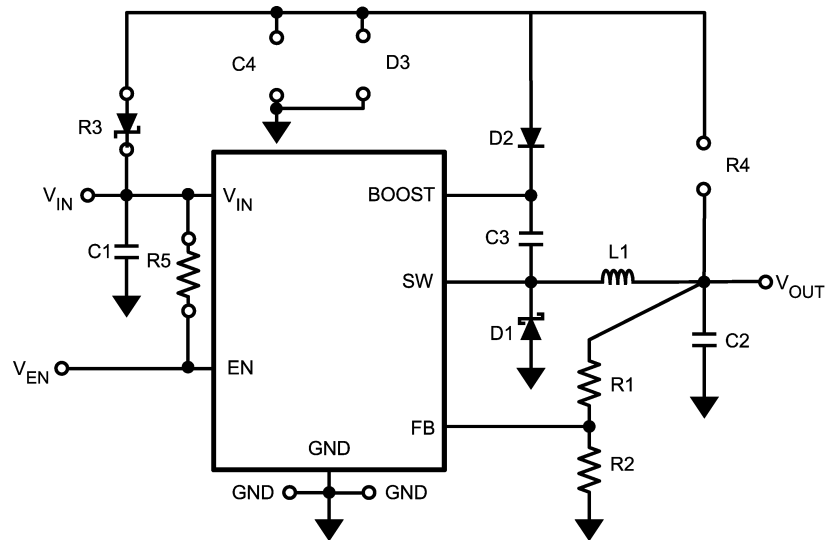 C4
D3
R3
D2
R4
VIN
VIN
BOOST
C1
R5
C3
L1
SW
VOUT
D1
C2
VEN
EN
R1
FB
GND
R2
GND
GND